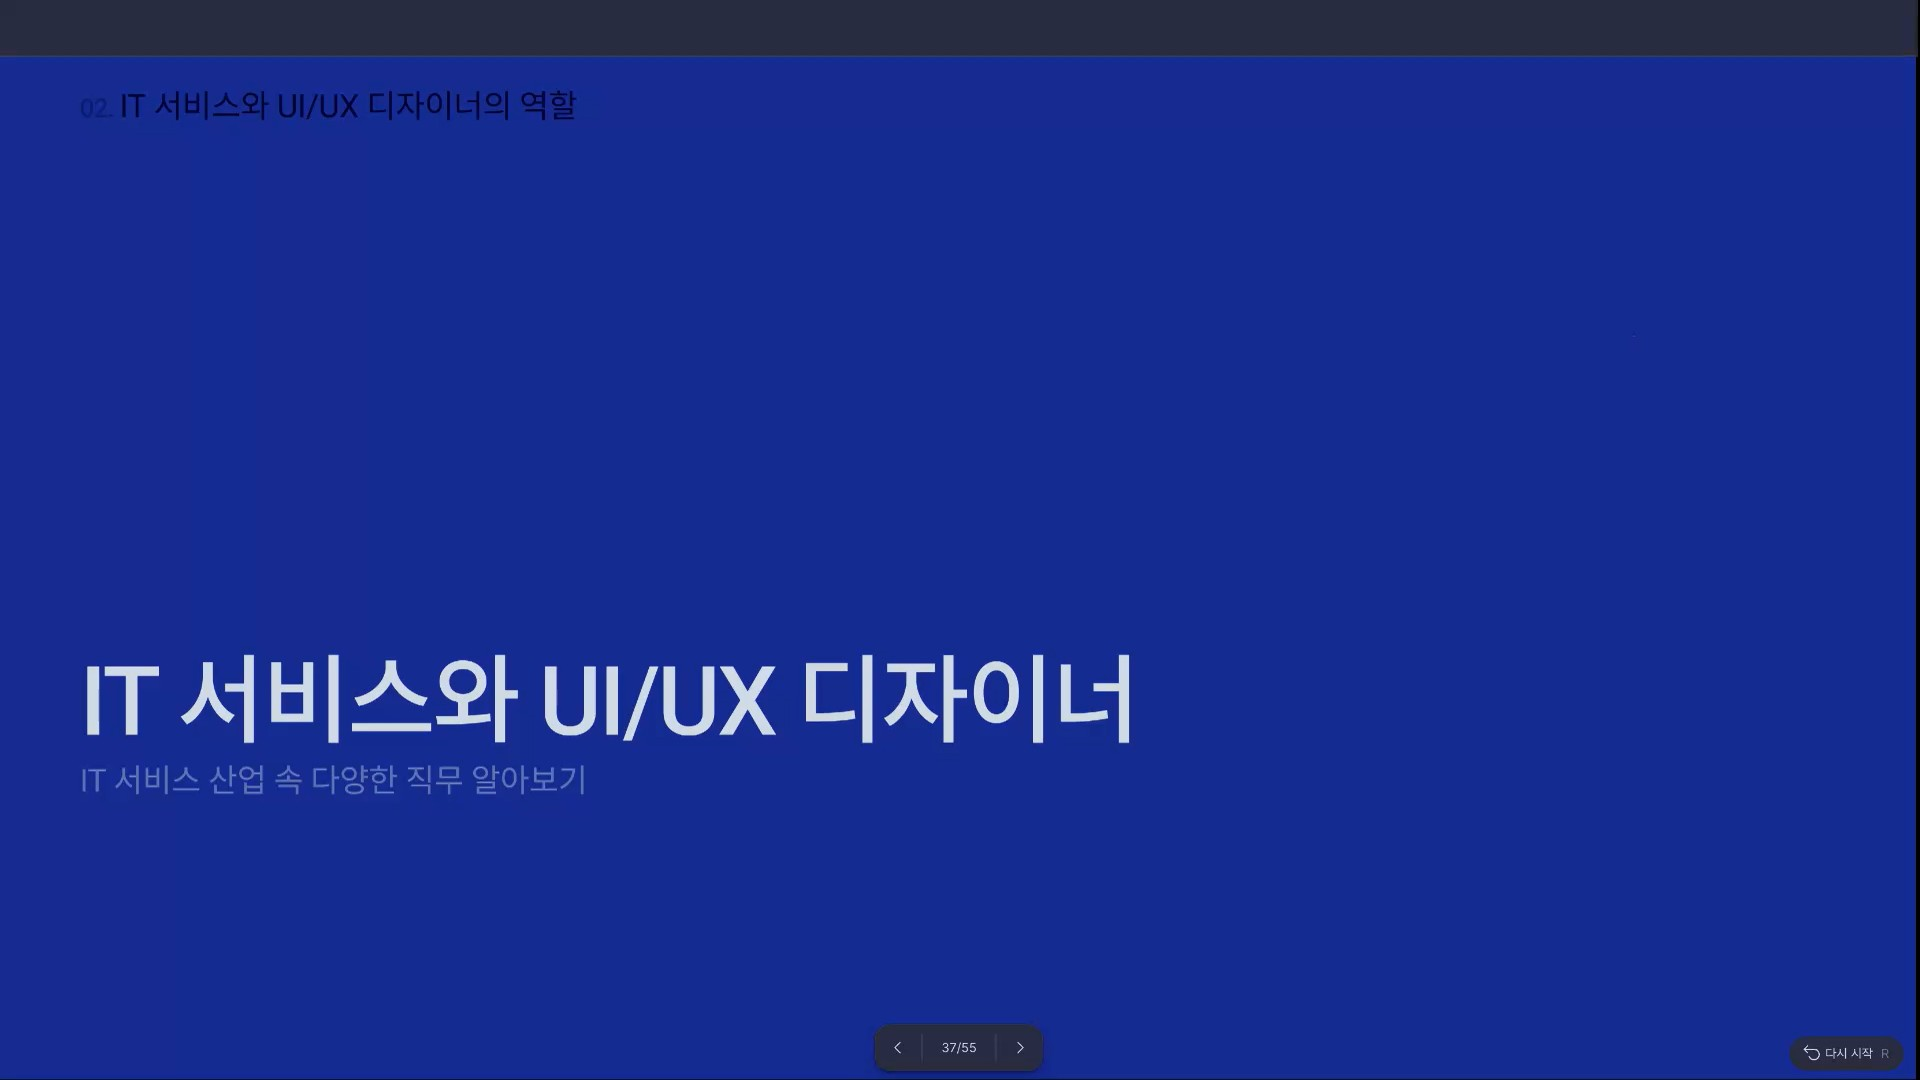 02. IT 서비스와 UI/UX 디자이너의 역할
IT 서비스와 UI/UX 디자이너
IT 서비스 산업 속 다양한 직무 알아보기
37/55
다시 시작 R